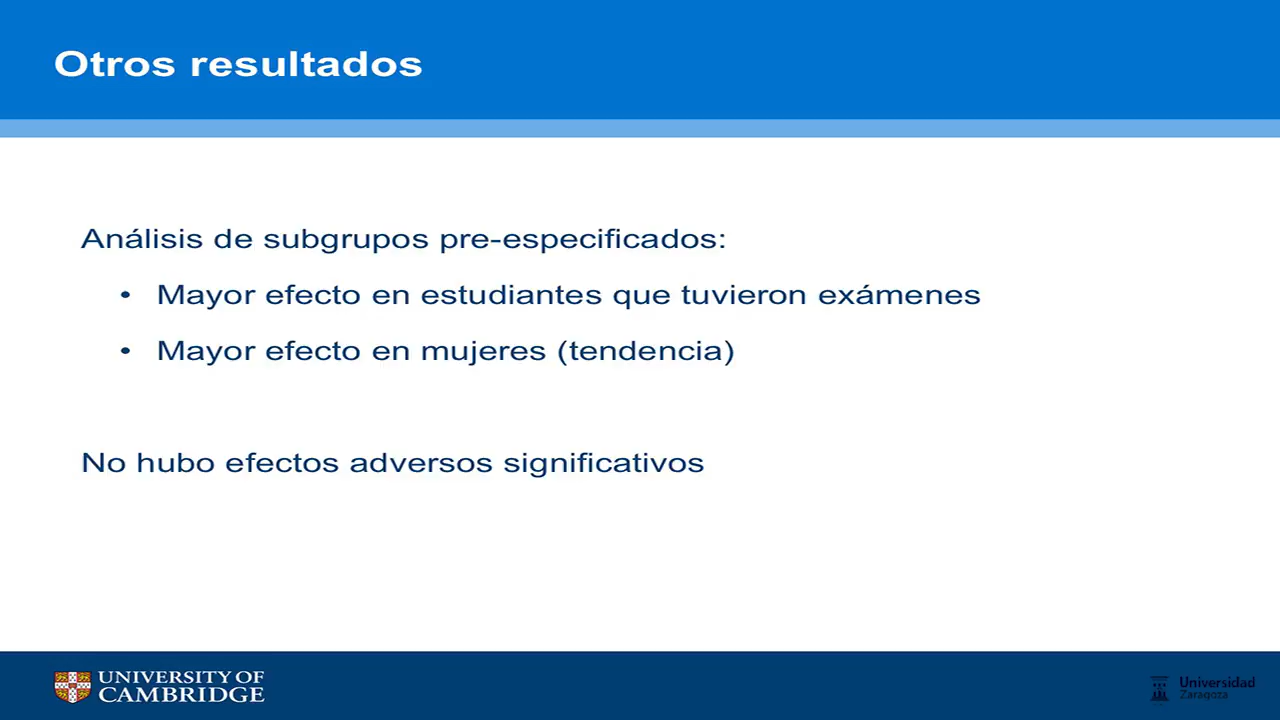 Otros resultados
Análisis de subgrupos pre-especificados:
• Mayor efecto en estudiantes que tuvieron exámenes
• Mayor efecto en mujeres (tendencia)
No hubo efectos adversos significativos
UNIVERSITY OF
CAMBRIDGE
Universidad
Zaragoza